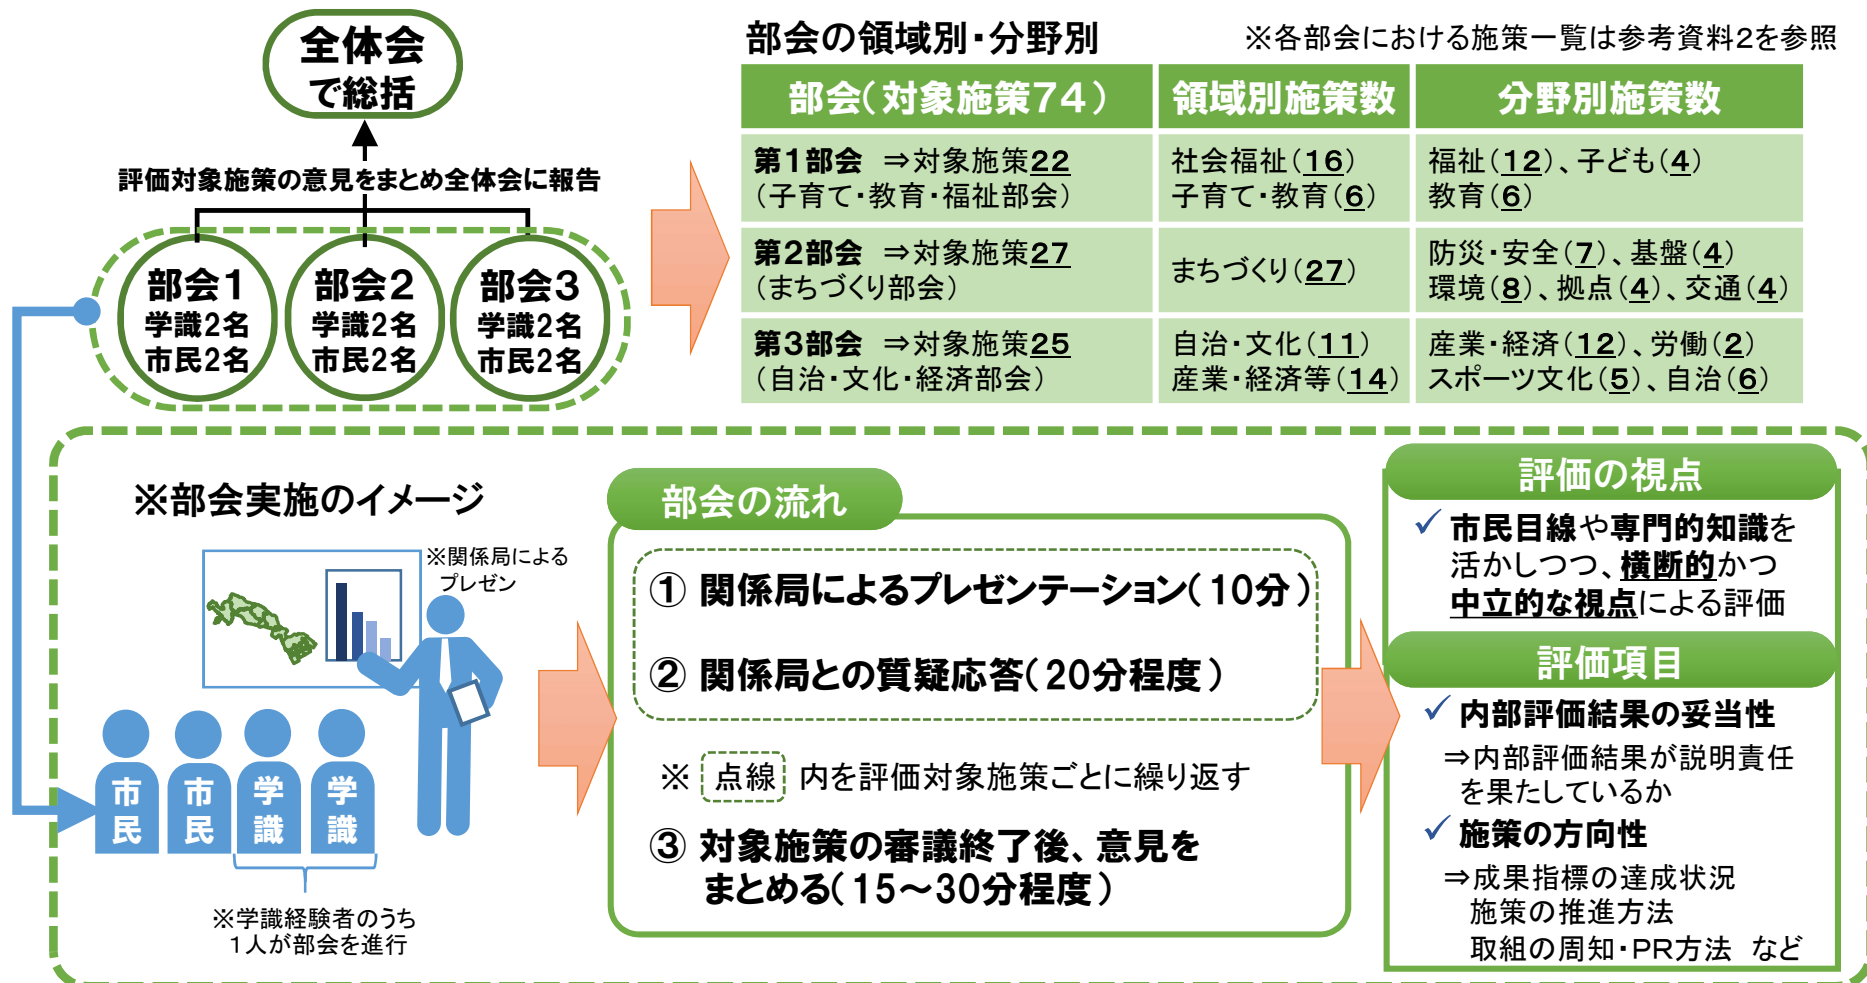 全体会
で総括
評価対象施策の意見をまとめ全体会に報告
部会1
学識2名
市民2名
部会2
学識2名
市民2名
部会3
学識2名
市民2名
部会の領域別・分野別
※各部会における施策一覧は参考資料2を参照
部会(対象施策74)
領域別施策数
分野別施策数
第1部会 ⇒対象施策22
(子育て・教育・福祉部会)
社会福祉(16)
子育て・教育(6)
福祉(12)、子ども(4)
教育(6)
第2部会 ⇒対象施策27
(まちづくり部会)
まちづくり(27)
防災・安全(7)、基盤(4)
環境(8)、拠点(4)、交通(4)
第3部会 ⇒対象施策25
(自治・文化・経済部会)
自治・文化(11)
産業・経済等(14)
産業・経済(12)、労働(2)
スポーツ文化(5)、自治(6)
※部会実施のイメージ
※関係局による
プレゼン
市民
市民
学識
学識
※学識経験者のうち
1人が部会を進行
部会の流れ
① 関係局によるプレゼンテーション(10分)
② 関係局との質疑応答(20分程度)
※ 点線 内を評価対象施策ごとに繰り返す
③ 対象施策の審議終了後、意見を
まとめる(15~30分程度)
評価の視点
✓ 市民目線や専門的知識を
活かしつつ、横断的かつ
中立的な視点による評価
評価項目
✓ 内部評価結果の妥当性
⇒内部評価結果が説明責任
を果たしているか
✓ 施策の方向性
⇒成果指標の達成状況
施策の推進方法
取組の周知・PR方法 など